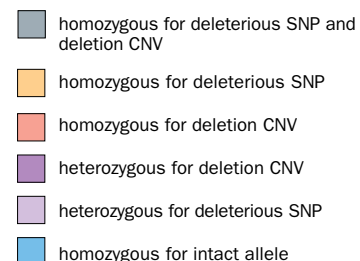 homozygous for deleterious SNP and
deletion CNV
homozygous for deleterious SNP
homozygous for deletion CNV
heterozygous for deletion CNV
heterozygous for deleterious SNP
homozygous for intact allele